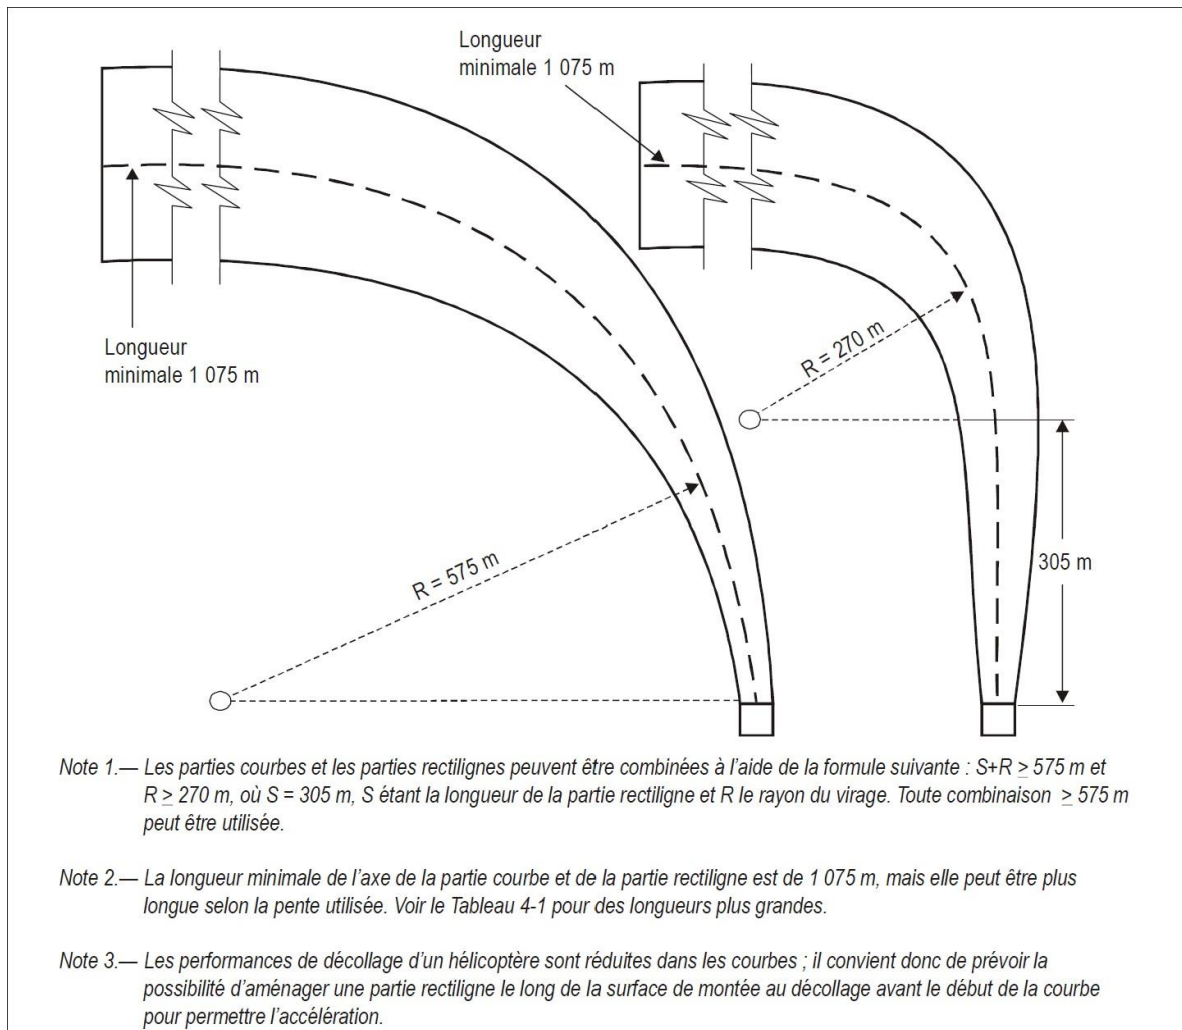 Longueur
minimale 1 075 m
Longueur
minimale 1 075 m
R = 270 m
305 m
R = 575 m
Note 1.— Les parties courbes et les parties rectilignes peuvent être combinées à l'aide de la formule suivante : S+R ≥ 575 m et
R ≥ 270 m, où S = 305 m, S étant la longueur de la partie rectiligne et R le rayon du virage. Toute combinaison ≥ 575 m
peut être utilisée.
Note 2.— La longueur minimale de l'axe de la partie courbe et de la partie rectiligne est de 1 075 m, mais elle peut être plus
longue selon la pente utilisée. Voir le Tableau 4-1 pour des longueurs plus grandes.
Note 3.— Les performances de décollage d'un hélicoptère sont réduites dans les courbes ; il convient donc de prévoir la
possibilité d'aménager une partie rectiligne le long de la surface de montée au décollage avant le début de la courbe
pour permettre l'accélération.